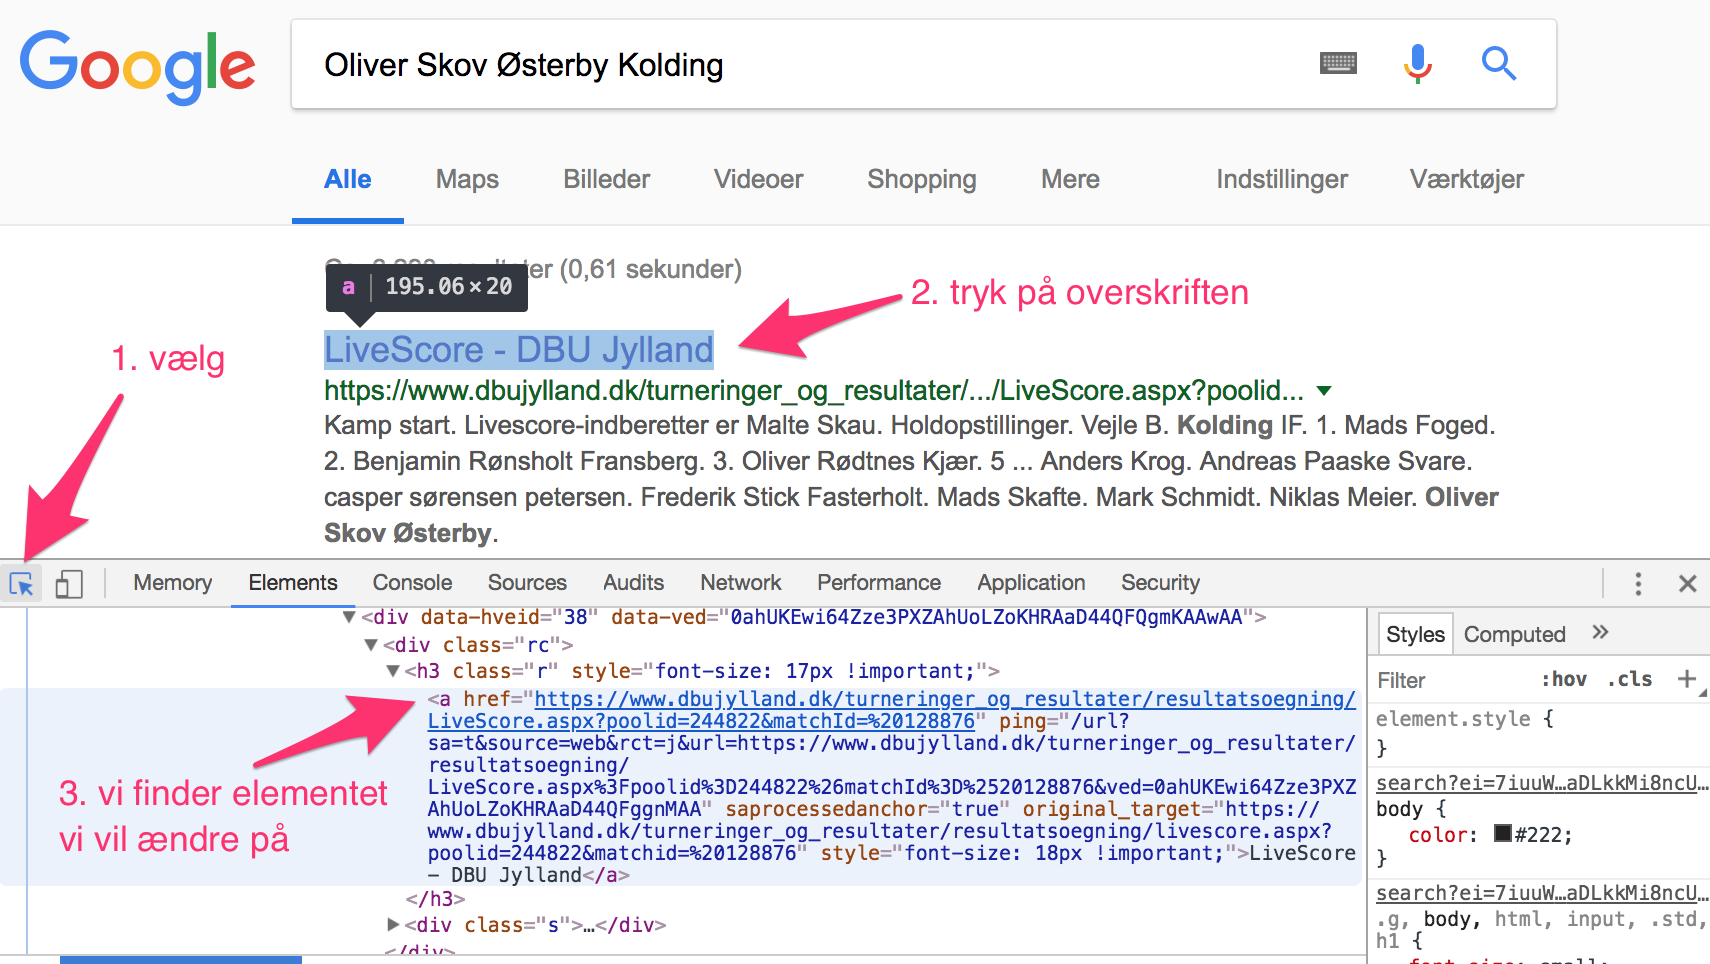 Google
Oliver Skov Østerby Kolding
Alle Maps Billeder Videoer Shopping Mere Indstillinger Værktøjer
(0,61 sekunder)
a 195.06×20
2. tryk på overskriften
1. vælg
LiveScore - DBU Jylland
https://www.dbujylland.dk/turneringer_og_resultater/.../LiveScore.aspx?poolid...
Kamp start. Livescore-indberetter er Malte Skau. Holdopstillinger. Vejle B. Kolding IF. 1. Mads Foged.
2. Benjamin Rønsholt Fransberg. 3. Oliver Rødtnes Kjær. 5 ... Anders Krog. Andreas Paaske Svare.
casper sørensen petersen. Frederik Stick Fasterholt. Mads Skafte. Mark Schmidt. Niklas Meier. Oliver
Skov Østerby.
Memory Elements Console Sources Audits Network Performance Application Security
<div data-hveid="38" data-ved="0ahUKEwi64Zze3PXZAhUoLZoKHRAaD44QFQgmKAAwAA">
<div class="rc">
<h3 class="r" style="font-size: 17px !important;">
<a href="https://www.dbujylland.dk/turneringer_og_resultater/resultatsoegning/
LiveScore.aspx?poolid=244822&matchId=%20128876" ping="/url?
sa=t&source=web&rct=j&url=https://www.dbujylland.dk/turneringer_og_resultater/
resultatsoegning/
LiveScore.aspx%3Fpoolid%3D244822%26matchId%3D%2520128876&ved=0ahUKEwi64Zze3PXZ
AhUoLZoKHRAaD44QFggnMAA" saprocessedanchor="true" original_target="https://
www.dbujylland.dk/turneringer_og_resultater/resultatsoegning/livescore.aspx?
poolid=244822&matchid=%20128876" style="font-size: 18px !important;">LiveScore
- DBU Jylland</a>
</h3>
<div class="s">…</div>
</div>
3. vi finder elementet
vi vil ændre på
Styles Computed »
Filter :hov .cls +
element.style {
}
search?ei=7iuuW…aDLkkMi8ncU…
body {
color: #222;
}
search?ei=7iuuW…aDLkkMi8ncU…
.g, body, html, input, .std,
h1 {
font-size: small;